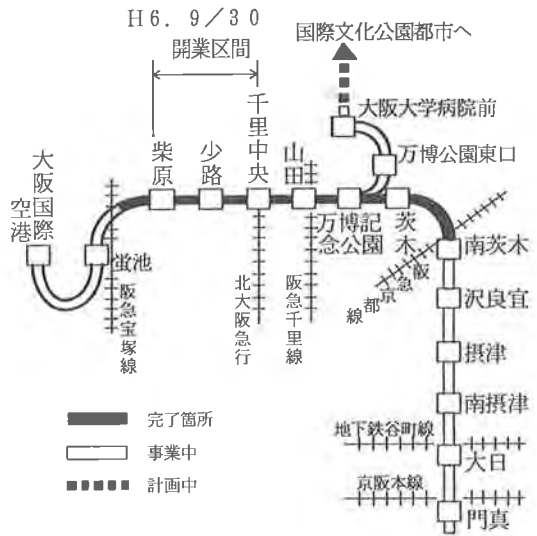 H6. 9/30
開業区間
国際文化公園都市へ
大阪大学病院前
万博公園東口
千里中央
柴原
少路
山田
大阪国際
空港
万博記
念公園
茨木
南茨木
蛍池
阪急京都線
沢良宜
阪急宝塚線
北大阪急行
阪急千里線
摂津
南摂津
完了箇所
地下鉄谷町線
事業中
大日
計画中
京阪本線
門真